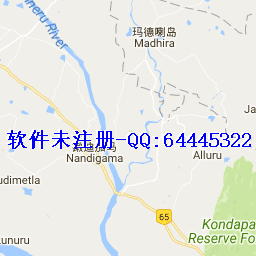 玛德喇岛
Madhira
neru River
Ja
软件未注册-QQ:64445322
Nandigama
Alluru
udimetla
65
Kondapa
Reserve Fo
unuru